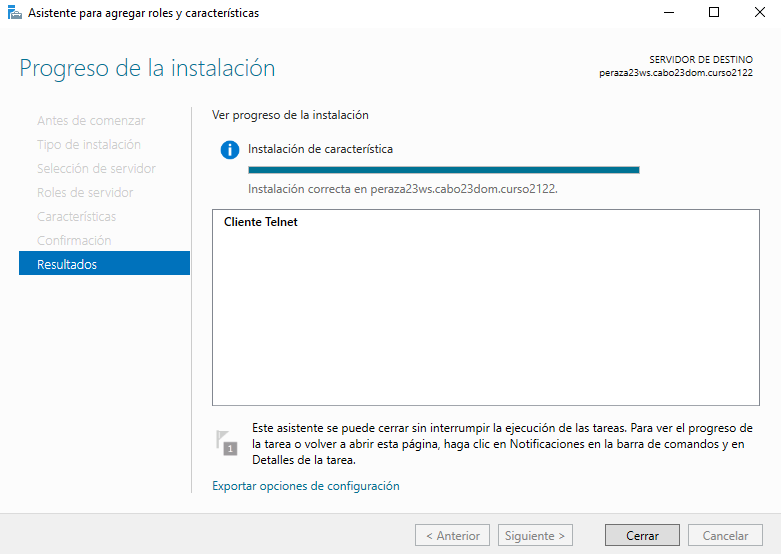 Asistente para agregar roles y características
Progreso de la instalación
SERVIDOR DE DESTINO
peraza23ws.cabo23dom.curso2122
Antes de comenzar
Tipo de instalación
Selección de servidor
Roles de servidor
Características
Confirmación
Resultados
Ver progreso de la instalación
Instalación de característica
Instalación correcta en peraza23ws.cabo23dom.curso2122.
Cliente Telnet
1
Este asistente se puede cerrar sin interrumpir la ejecución de las tareas. Para ver el progreso de
la tarea o volver a abrir esta página, haga clic en Notificaciones en la barra de comandos y en
Detalles de la tarea.
Exportar opciones de configuración
< Anterior
Siguiente >
Cerrar
Cancelar